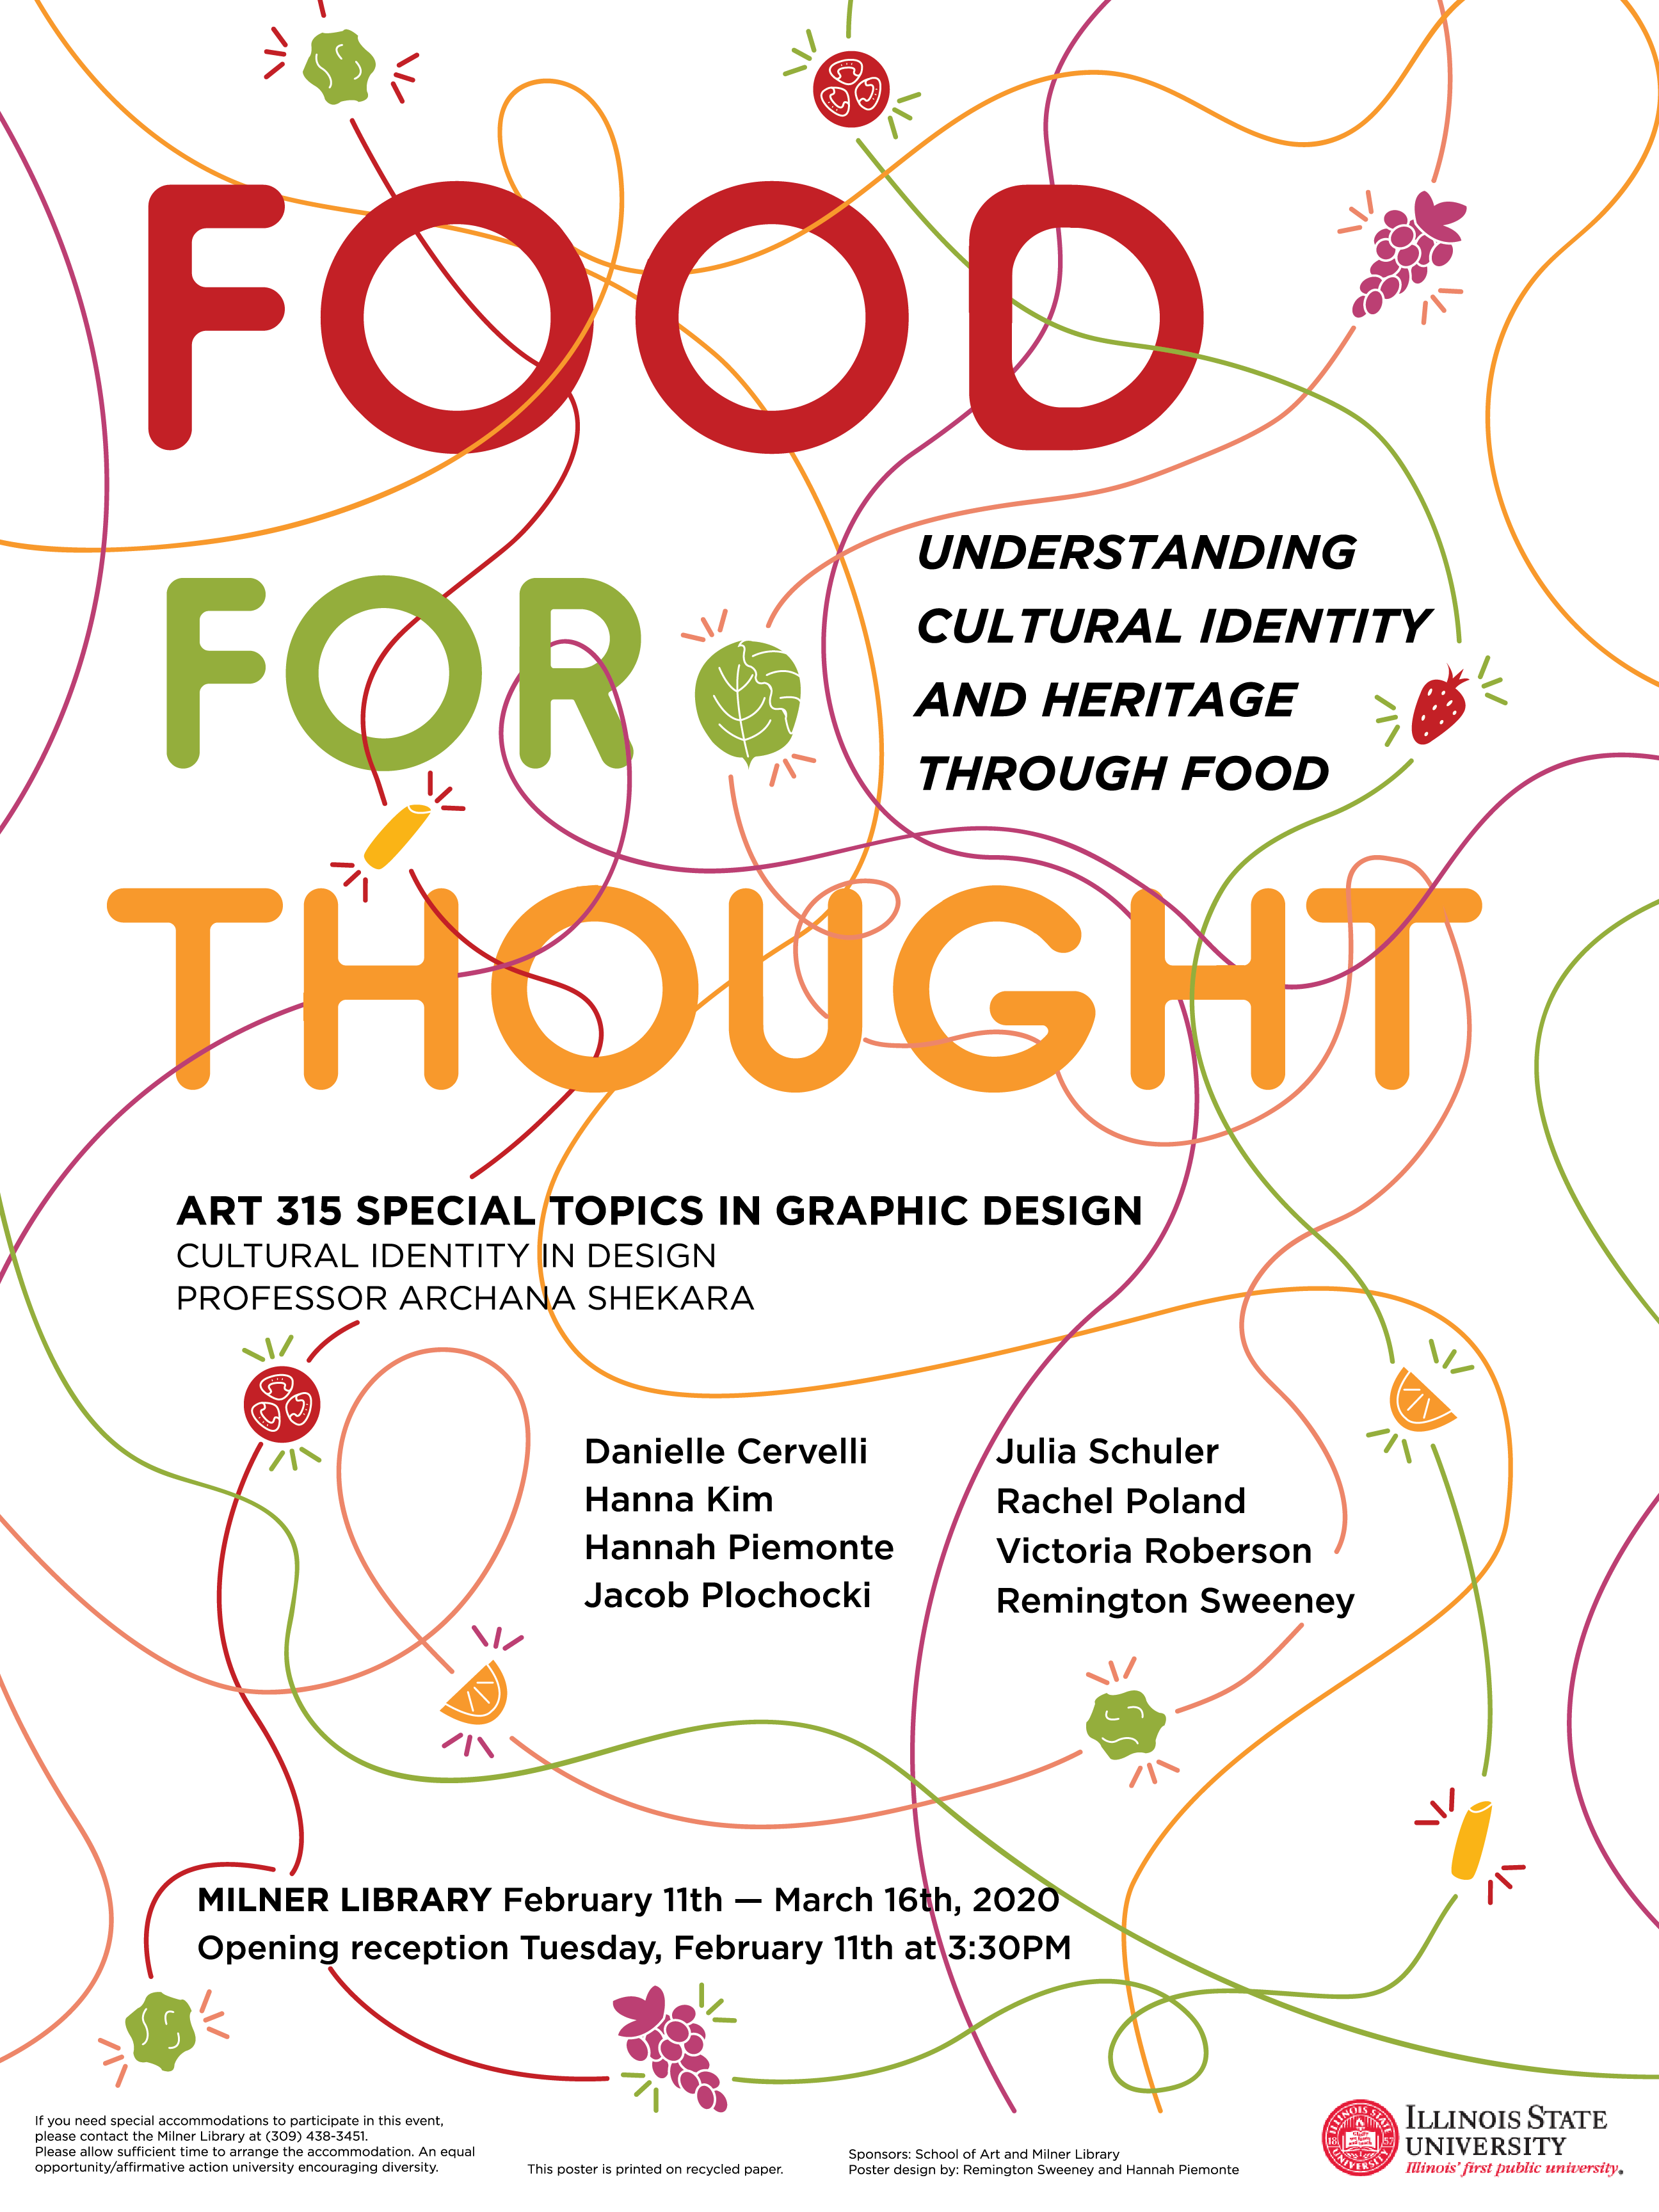 FOOD
FOR
THOUGHT
UNDERSTANDING
CULTURAL IDENTITY
AND HERITAGE
THROUGH FOOD
ART 315 SPECIAL TOPICS IN GRAPHIC DESIGN
CULTURAL IDENTITY IN DESIGN
PROFESSOR ARCHANA SHEKARA
Danielle Cervelli
Hanna Kim
Hannah Piemonte
Jacob Plochocki
Julia Schuler
Rachel Poland
Victoria Roberson
Remington Sweeney
MILNER LIBRARY February 11th — March 16th, 2020
Opening reception Tuesday, February 11th at 3:30PM
If you need special accommodations to participate in this event,
please contact the Milner Library at (309) 438-3451.
Please allow sufficient time to arrange the accommodation. An equal
opportunity/affirmative action university encouraging diversity.
This poster is printed on recycled paper.
Sponsors: School of Art and Milner Library
Poster design by: Remington Sweeney and Hannah Piemonte
ILLINOIS STATE
UNIVERSITY
18 57
ILLINOIS STATE
UNIVERSITY
Illinois' first public university.